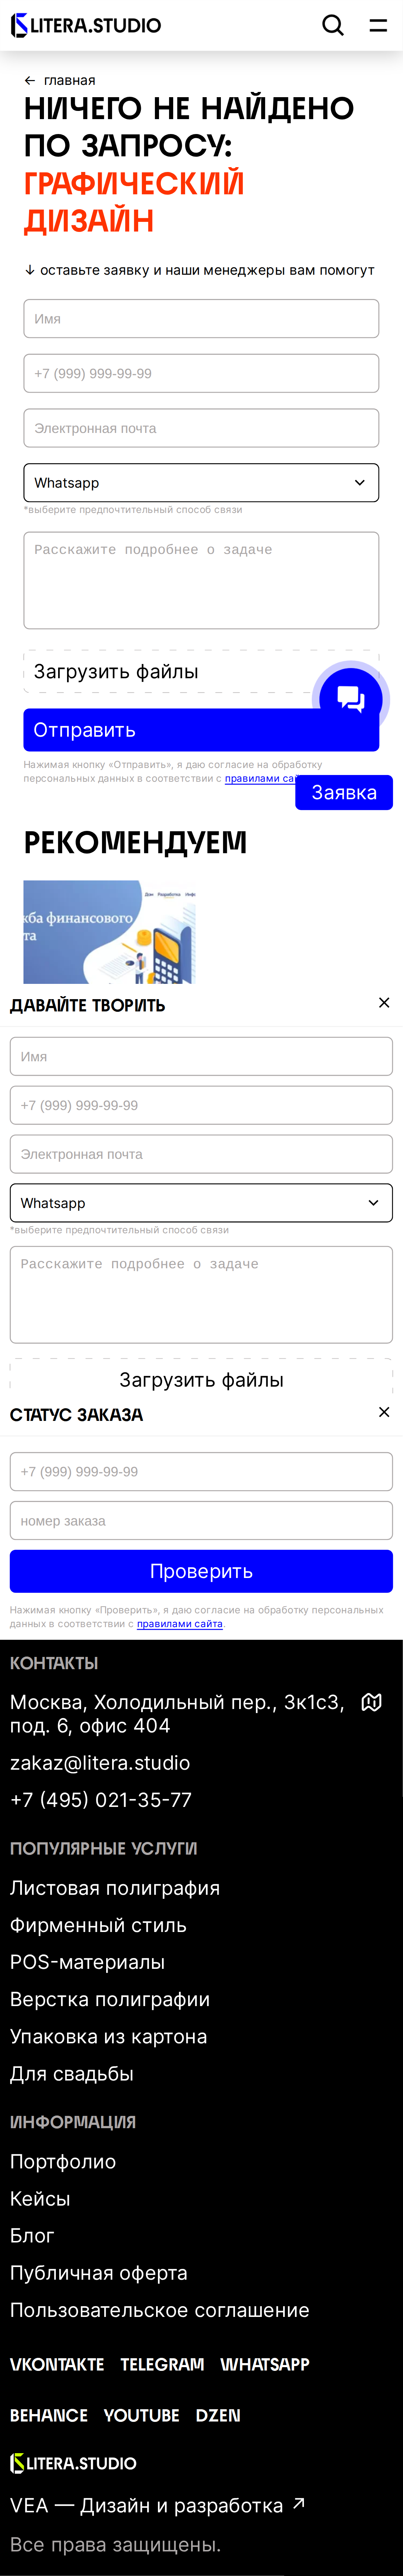 LITERA.STUDIO
← главная
НИЧЕГО НЕ НАЙДЕНО
ПО ЗАПРОСУ:
ГРАФИЧЕСКИЙ
ДИЗАЙН
↓ оставьте заявку и наши менеджеры вам помогут
Имя
+7 (999) 999-99-99
Электронная почта
Whatsapp
*выберите предпочтительный способ связи
Расскажите подробнее о задаче
Загрузить файлы
Отправить
Нажимая кнопку «Отправить», я даю согласие на обработку
персональных данных в соответствии с правилами
Заявка
РЕКОМЕНДУЕМ
финансового
ДАВАЙТЕ ТВОРИТЬ
Имя
+7 (999) 999-99-99
Электронная почта
Whatsapp
*выберите предпочтительный способ связи
Расскажите подробнее о задаче
Загрузить файлы
СТАТУС ЗАКАЗА
+7 (999) 999-99-99
номер заказа
Проверить
Нажимая кнопку «Проверить», я даю согласие на обработку персональных
данных в соответствии с правилами сайта.
КОНТАКТЫ
Москва, Холодильный пер., 3к1с3,
под. 6, офис 404
zakaz@litera.studio
+7 (495) 021-35-77
ПОПУЛЯРНЫЕ УСЛУГИ
Листовая полиграфия
Фирменный стиль
POS-материалы
Верстка полиграфии
Упаковка из картона
Для свадьбы
ИНФОРМАЦИЯ
Портфолио
Кейсы
Блог
Публичная оферта
Пользовательское соглашение
VKONTAKTE TELEGRAM WHATSAPP
BEHANCE YOUTUBE DZEN
LITERA.STUDIO
VEA — Дизайн и разработка ↗
Все права защищены.